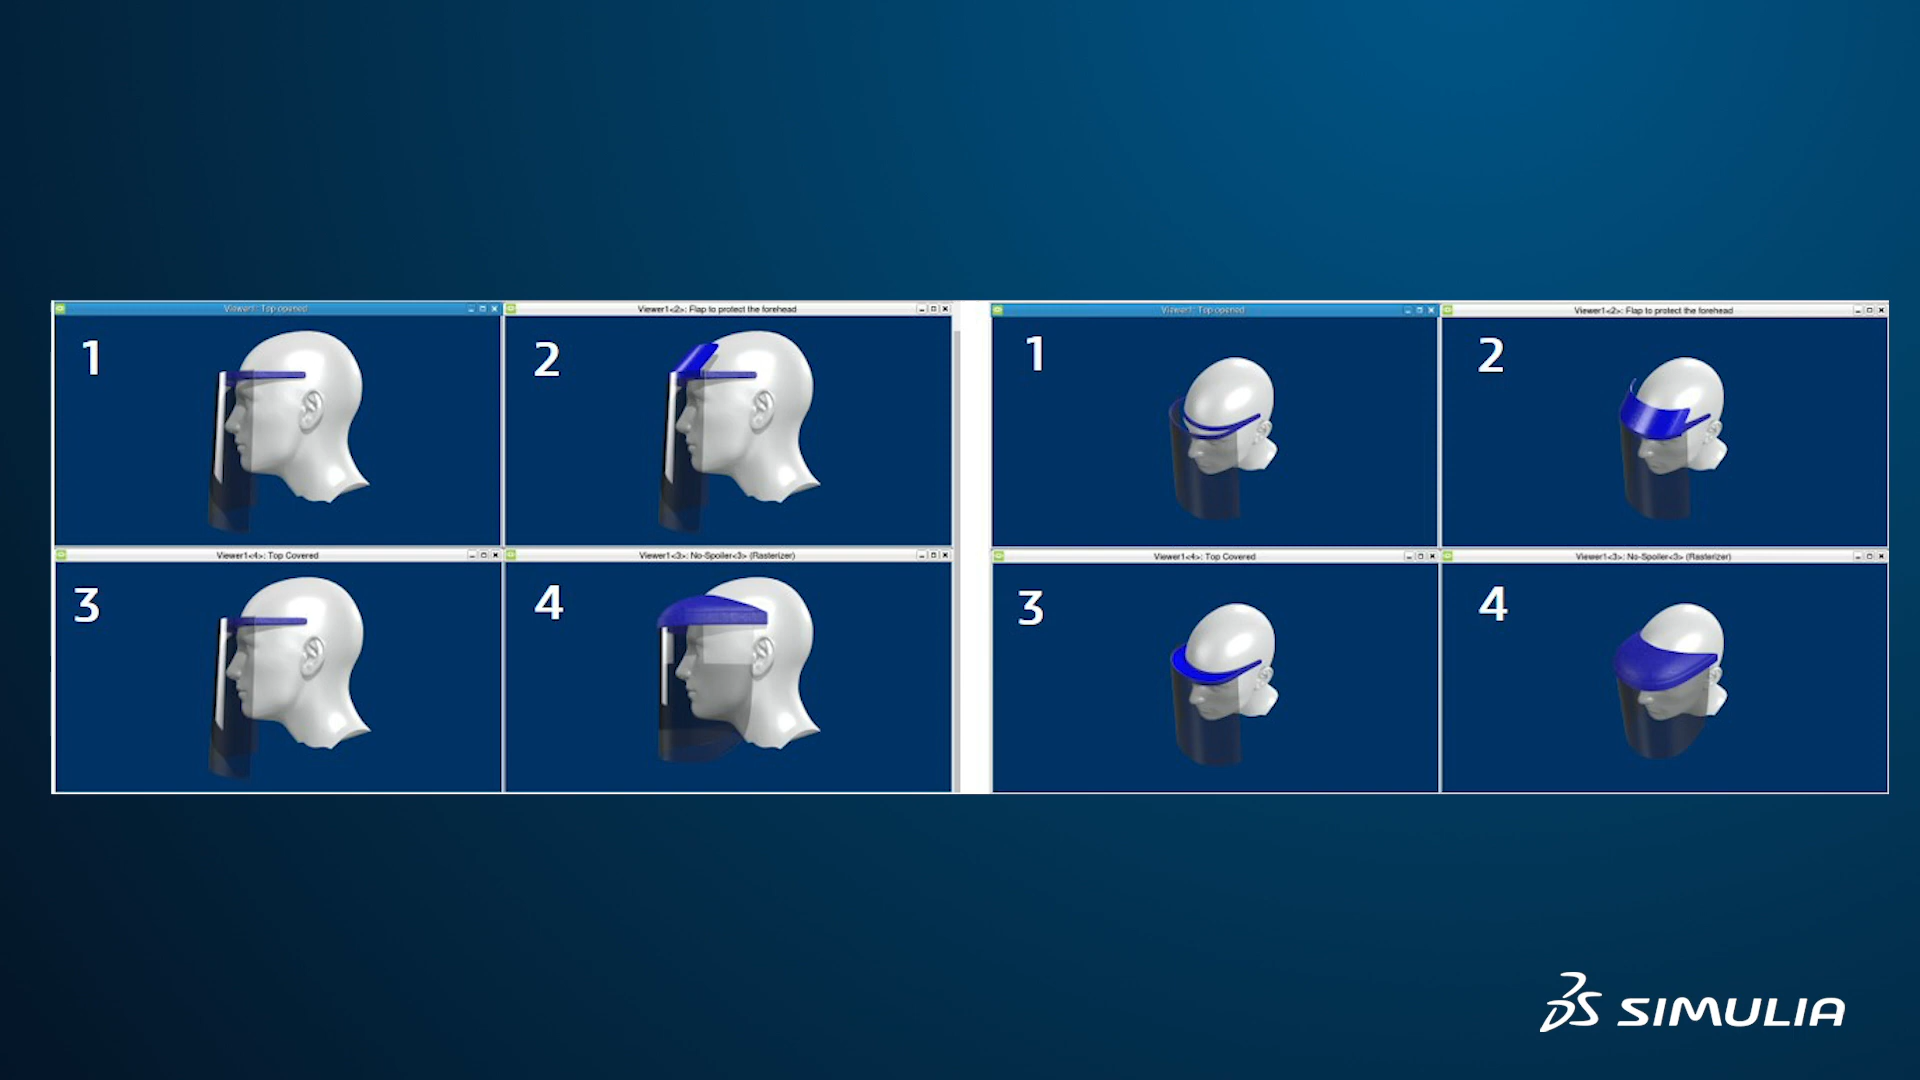 Viewer1: Top opened
Viewer1<2>: Flap to protect the forehead
1
2
Viewer1<4>: Top Covered
Viewer1<3>: No-Spoiler<3> (Rasterizer)
3
4
Viewer1: Top opened
Viewer1<2>: Flap to protect the forehead
1
2
Viewer1<4>: Top Covered
Viewer1<3>: No-Spoiler<3> (Rasterizer)
3
4
3DS SIMULIA